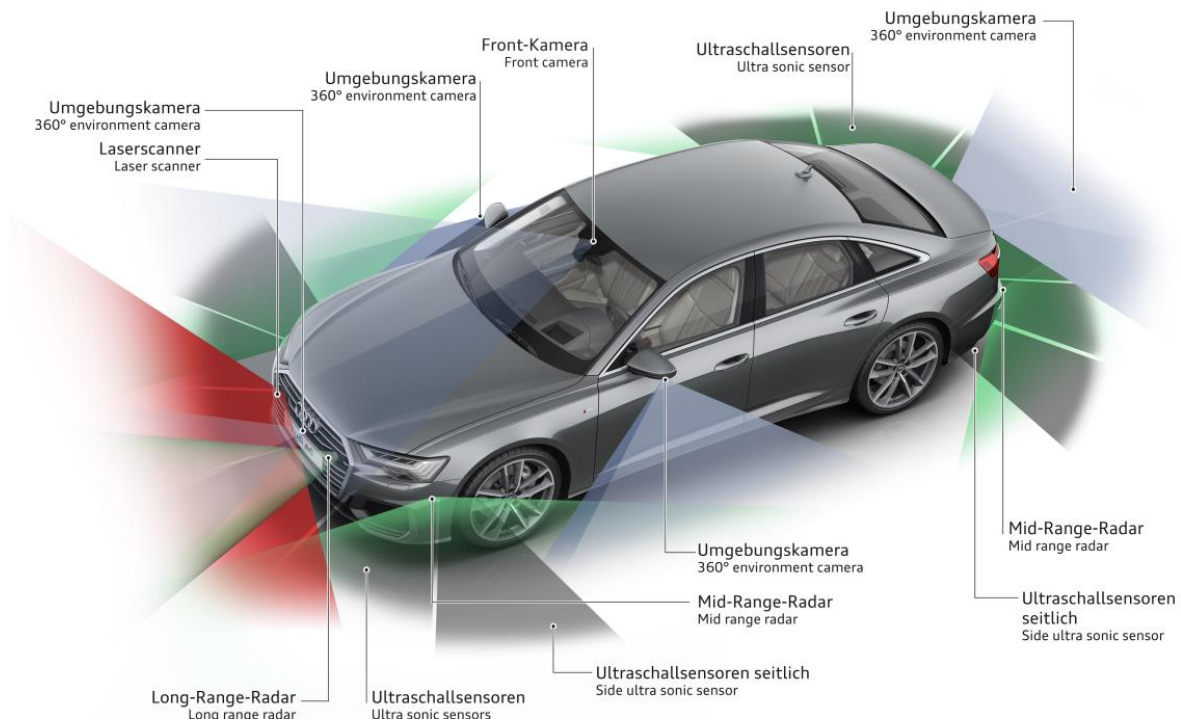 Umgebungskamera
360° environment camera
Front-Kamera
Front camera
Ultraschallsensoren
Ultra sonic sensor
Umgebungskamera
360° environment camera
Umgebungskamera
360° environment camera
Laserscanner
Laser scanner
Umgebungskamera
360° environment camera
Mid-Range-Radar
Mid range radar
Mid-Range-Radar
Mid range radar
Ultraschallsensoren
seitlich
Side ultra sonic sensor
Ultraschallsensoren seitlich
Side ultra sonic sensor
Long-Range-Radar
Long range radar
Ultraschallsensoren
Ultra sonic sensors